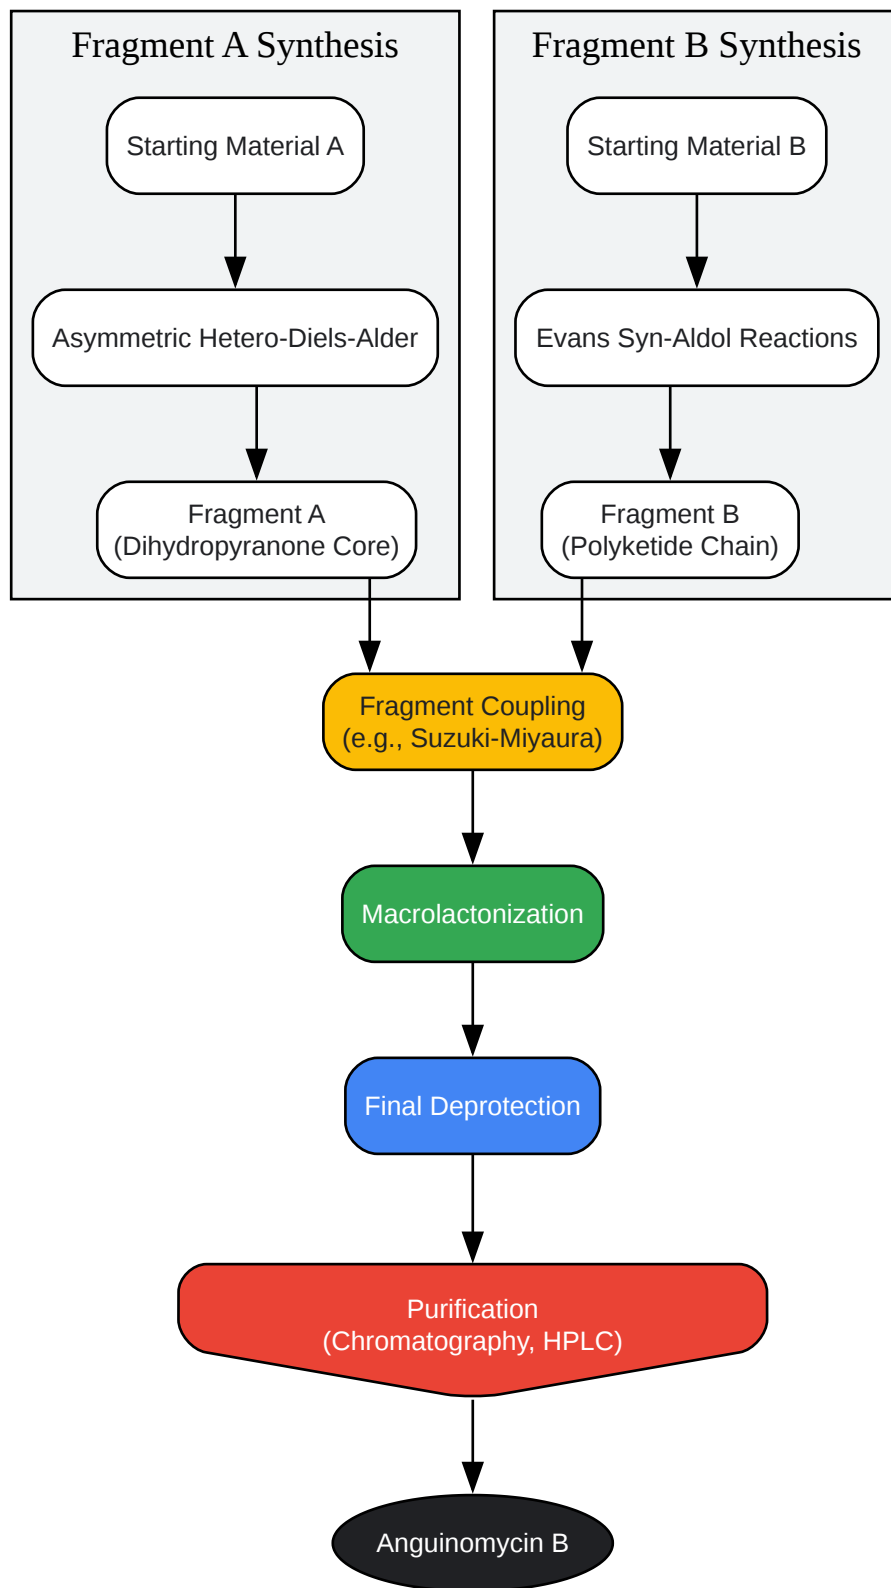 Fragment A Synthesis
Starting Material A
Asymmetric Hetero-Diels-Alder
Fragment A
(Dihydropyranone Core)
Fragment B Synthesis
Starting Material B
Evans Syn-Aldol Reactions
Fragment B
(Polyketide Chain)
Fragment Coupling
(e.g., Suzuki-Miyaura)
Macrolactonization
Final Deprotection
Purification
(Chromatography, HPLC)
Anguinomycin B